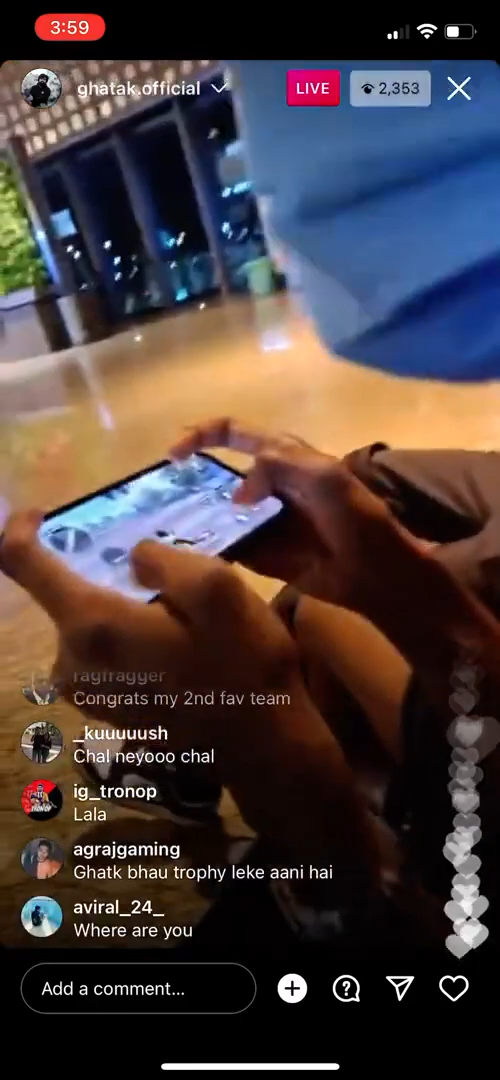 3:59
ghatak.official
LIVE
2,353
ragfragger
Congrats my 2nd fav team
_kuuuuush
Chal neyooo chal
ig_tronop
Lala
agrajgaming
Ghatk bhau trophy leke aani hai
aviral_24_
Where are you
Add a comment...